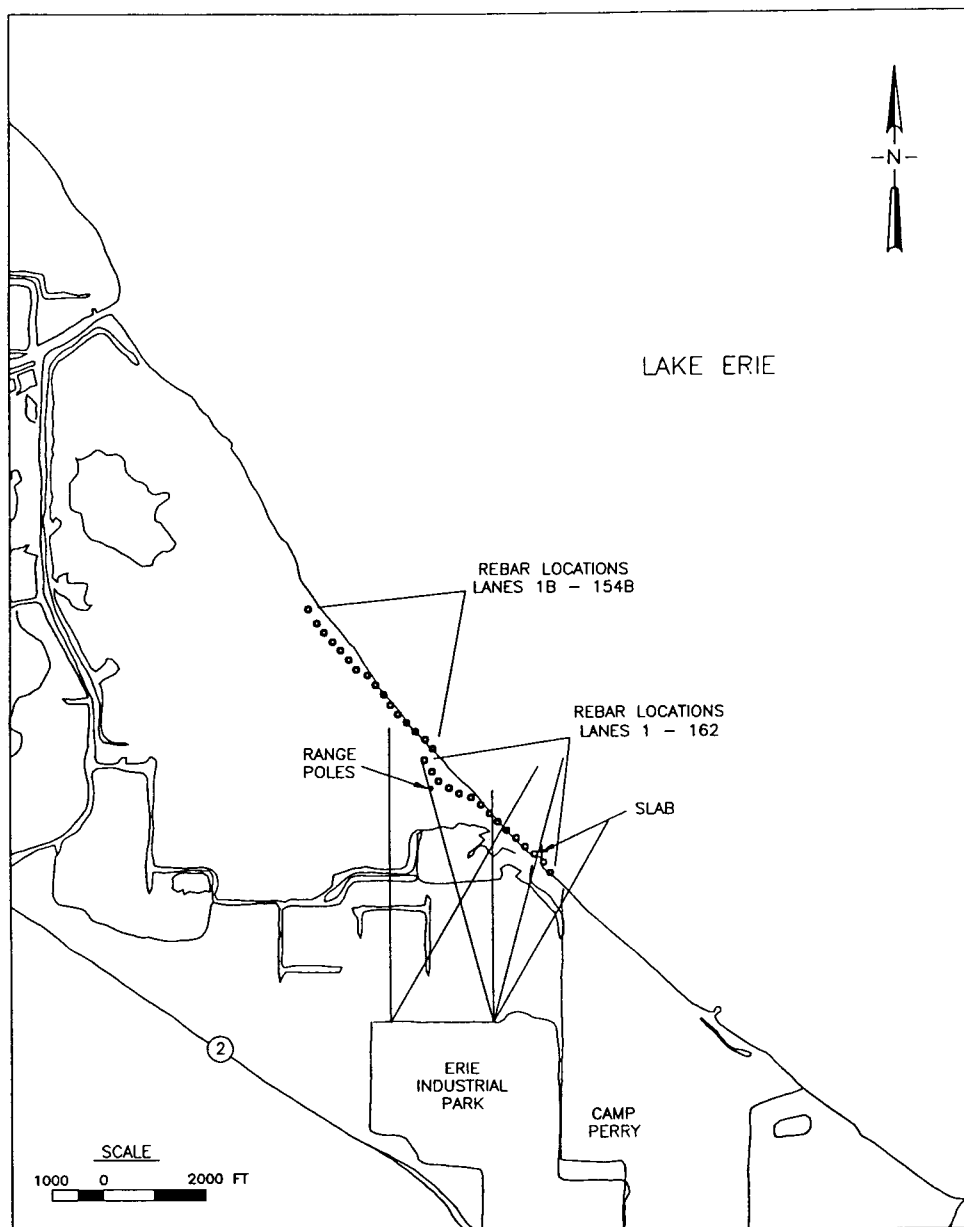 N
LAKE ERIE
REBAR LOCATIONS
LANES 1B - 154B
REBAR LOCATIONS
LANES 1 - 162
RANGE
POLES
SLAB
2
ERIE
INDUSTRIAL
PARK
CAMP
PERRY
SCALE
1000 0 2000 FT